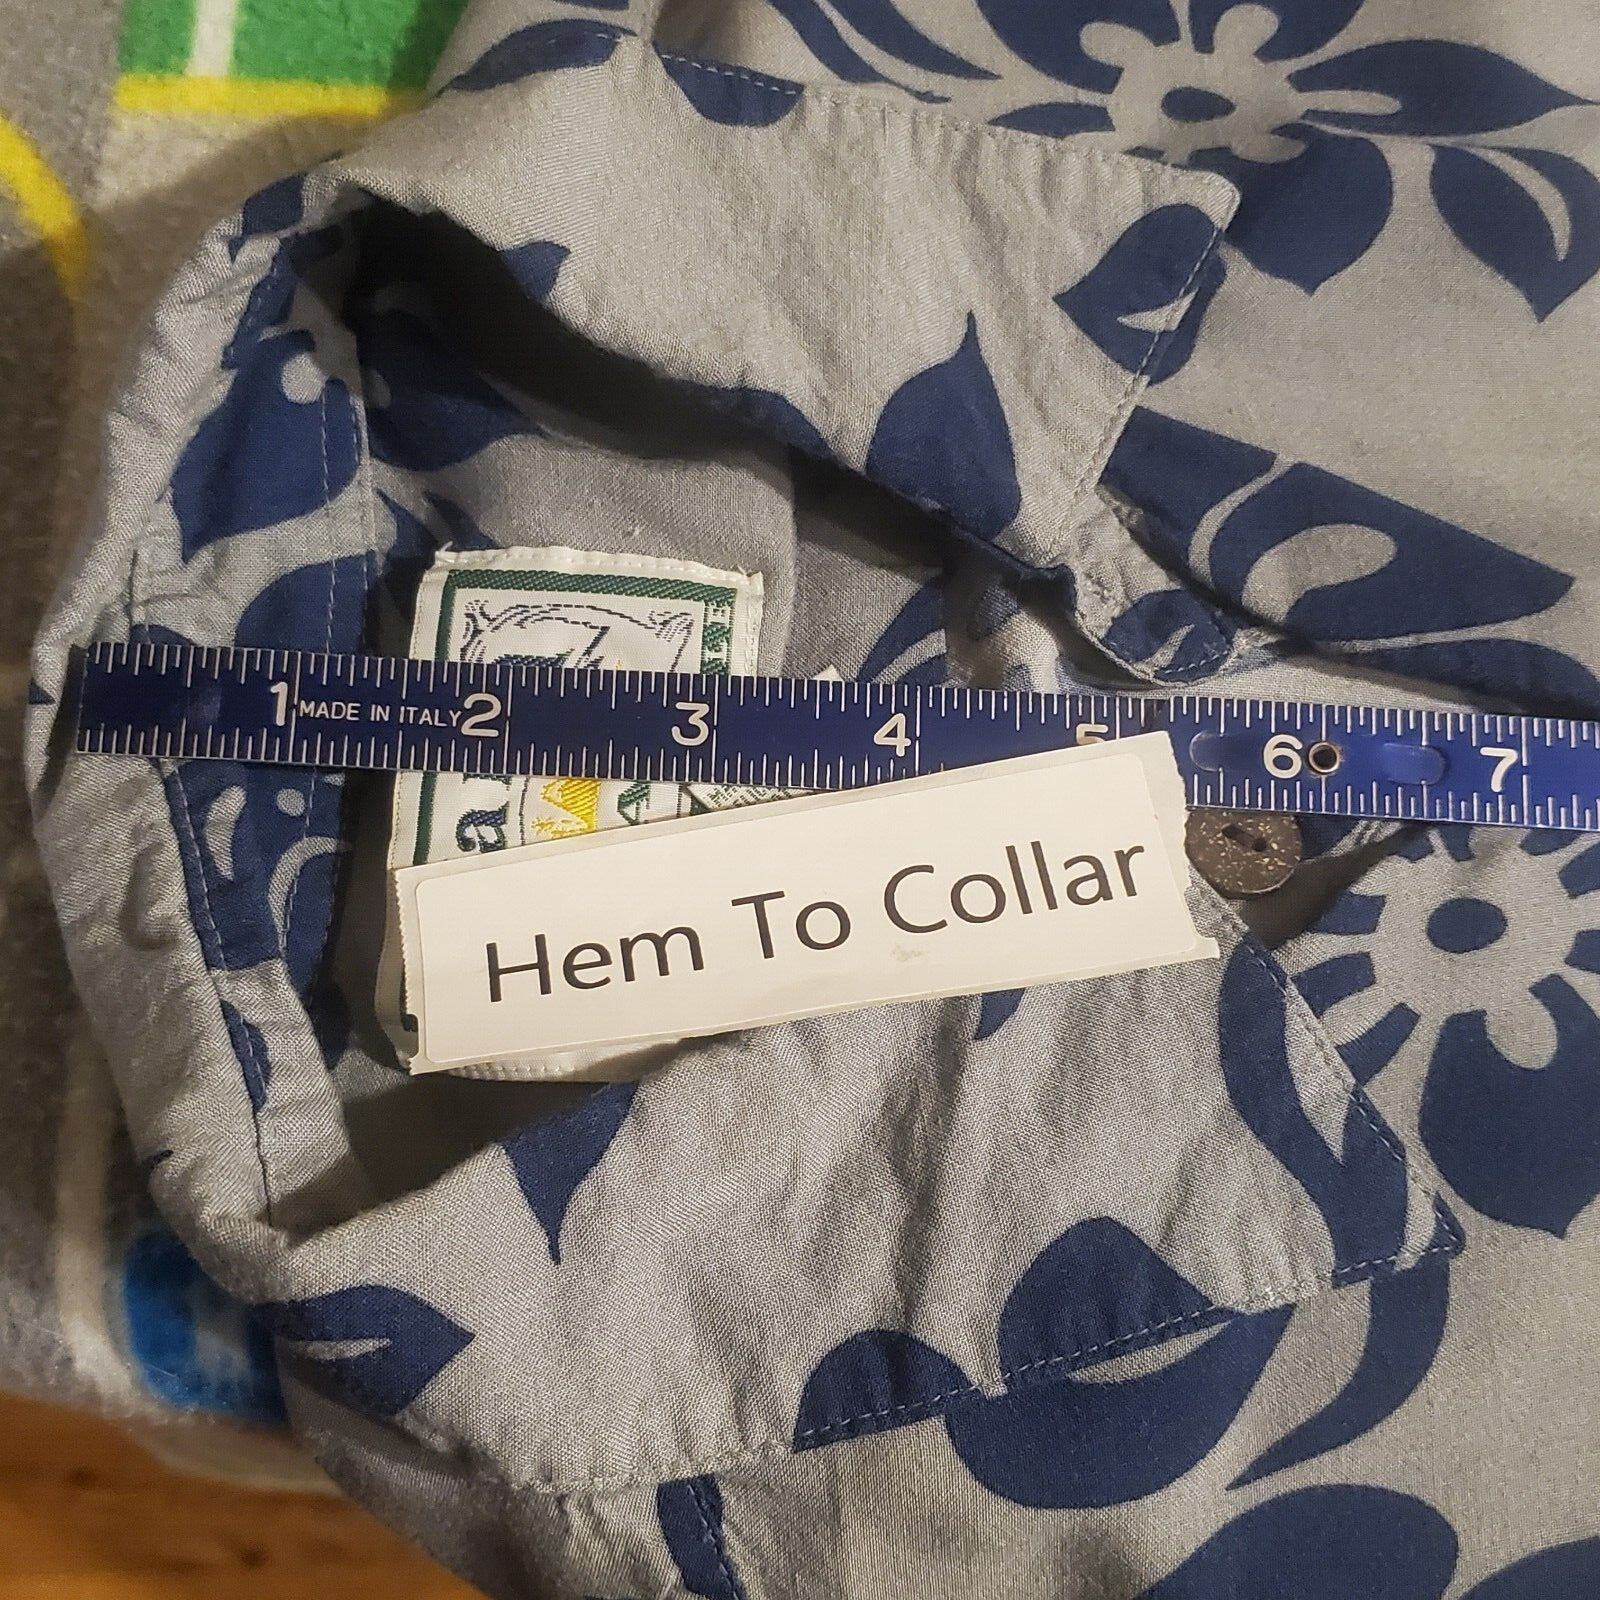 1 MADE IN ITALY 2 3 4 5 6 7
Hem To Collar